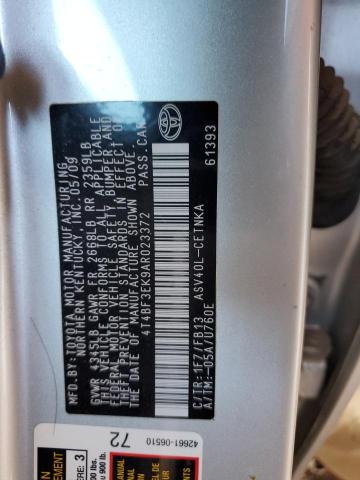 MFD. BY: TOYOTA MOTOR MANUFACTURING
NORTHERN KENTUCKY, INC. 05/09
GVWR 4345LB GAWR FR 2668LB RR 2359LB
THIS VEHICLE CONFORMS TO ALL APPLICABLE
FEDERAL MOTOR VEHICLE SAFETY, BUMPER AND
THEFT PREVENTION STANDARDS IN EFFECT ON
THE DATE OF MANUFACTURE SHOWN ABOVE.
4T4BF3EK9AR023372 PASS. CAR
C/TR: 1F7/FB13 ASV40L-CETNKA
A/TM: -05A/U760E 61393
72 42661-06510